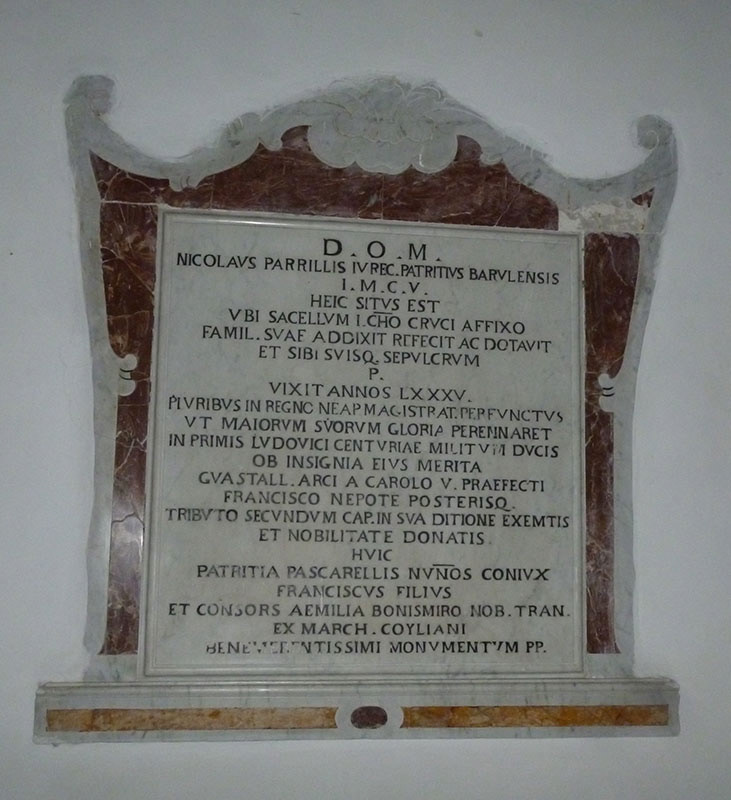 D.O.M.
NICOLAVS PARRILLIS IVREC.PATRITIVS BARVLENSIS
I.M.C.V.
HEIC SITVS EST
VBI SACELLVM I.CHO CRVCI AFFIXO
FAMIL.SVAE ADDIXIT REFECIT AC DOTAVIT
ET SIBI SVISQ.SEPVLCRVM
P.
VIXIT ANNOS LXXXV.
PLVRIBVS IN REGNO NEAP MAGISTRAT.PERFVNCTVS
VT MAIORVM SVORVM GLORIA PERENNARET
IN PRIMIS LVDOVICI CENTVRIAE MILITVM DVCIS
OB INSIGNIA EIVS MERITA
GVASTALL.ARCI A CAROLO V.PRAEFECTI
FRANCISCO NEPOTE POSTERISQ.
TRIBVTO SECVNDVM CAP.IN SVA DITIONE EXEMTIS
ET NOBILITATE DONATIS.
HVIC
PATRITIA PASCARELLIS NVNOS CONIVX
FRANCISCVS FILIVS
ET CONSORS AEMILIA BONISMIRO NOB.TRAN.
EX MARCH.COYLIANI
BENEMERENTISSIMI MONVMENTVM PP.